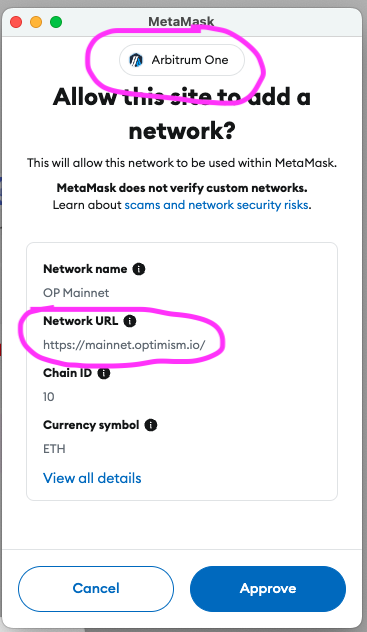 MetaMask
Arbitrum One
Allow this site to add a
network?
This will allow this network to be used within MetaMask.
MetaMask does not verify custom networks.
Learn about scams and network security risks.
Network name
OP Mainnet
Network URL
https://mainnet.optimism.io/
Chain ID
10
Currency symbol
ETH
View all details
Cancel
Approve